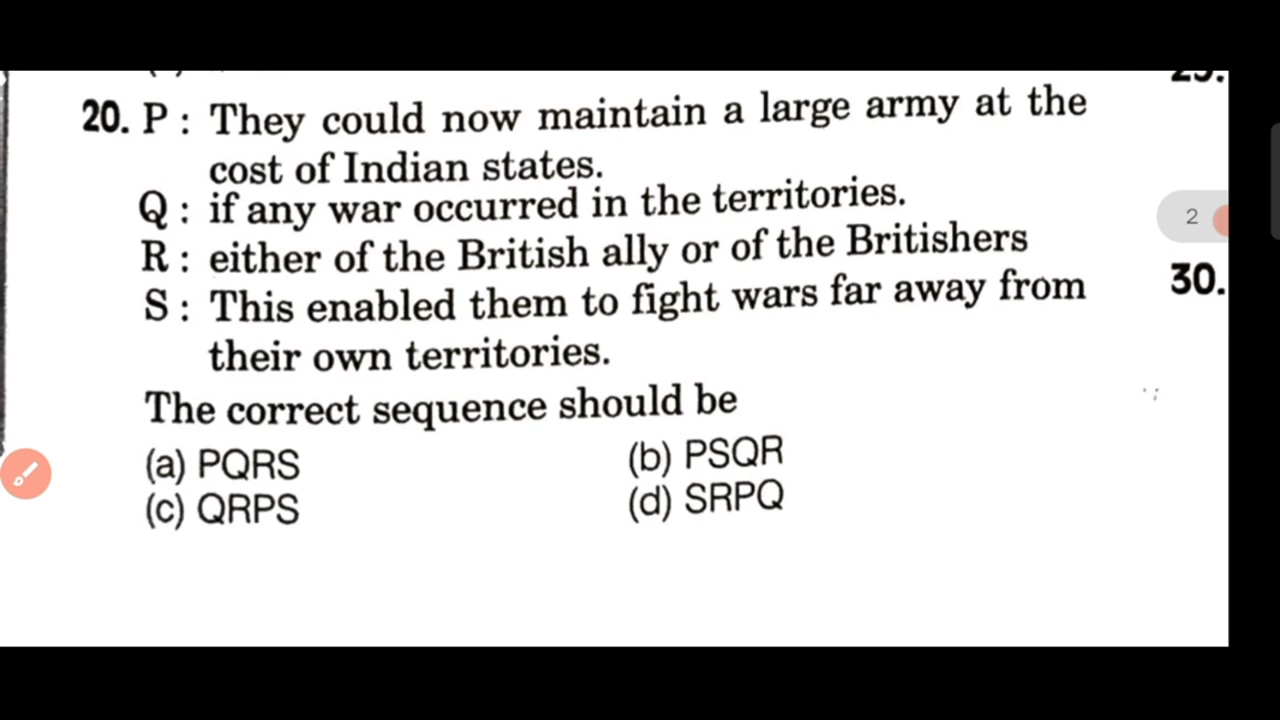 20. P : They could now maintain a large army at the
cost of Indian states.
Q : if any war occurred in the territories.
R : either of the British ally or of the Britishers
S : This enabled them to fight wars far away from
their own territories.
The correct sequence should be
(a) PQRS (b) PSQR
(c) QRPS (d) SRPQ
2
30.